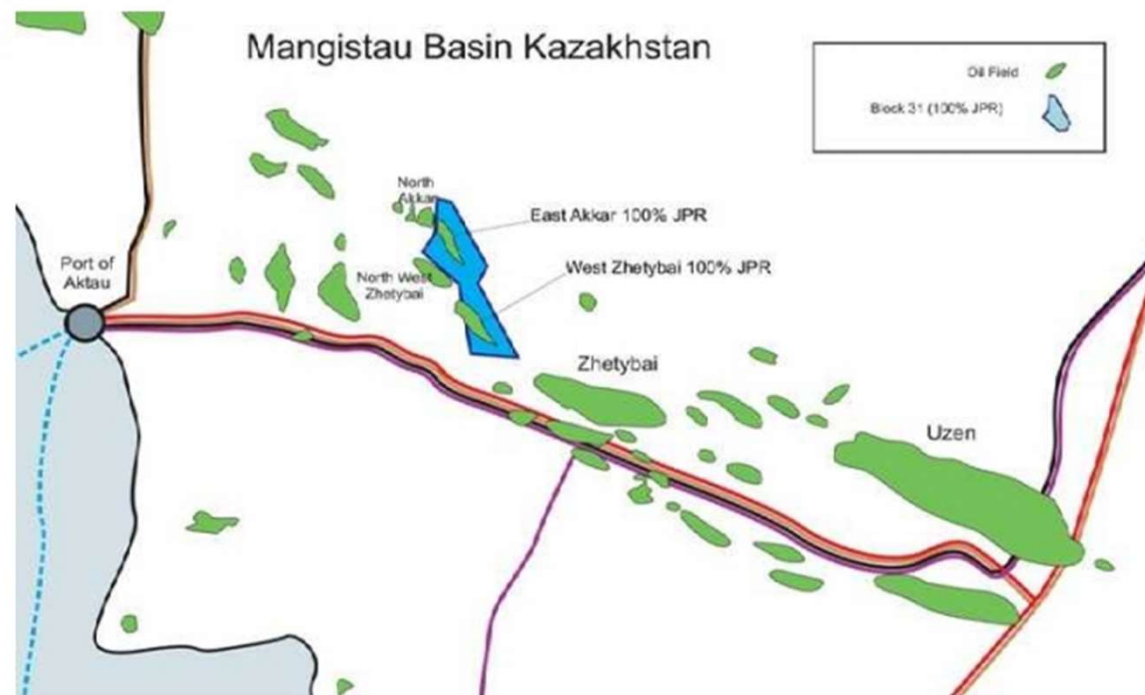 Mangistau Basin Kazakhstan
Oil Field
Block 31 (100% JPR)
North
Akkar
East Akkar 100% JPR
West Zhetybai 100% JPR
Port of
Aktau
North West
Zhetybai
Zhetybai
Uzen